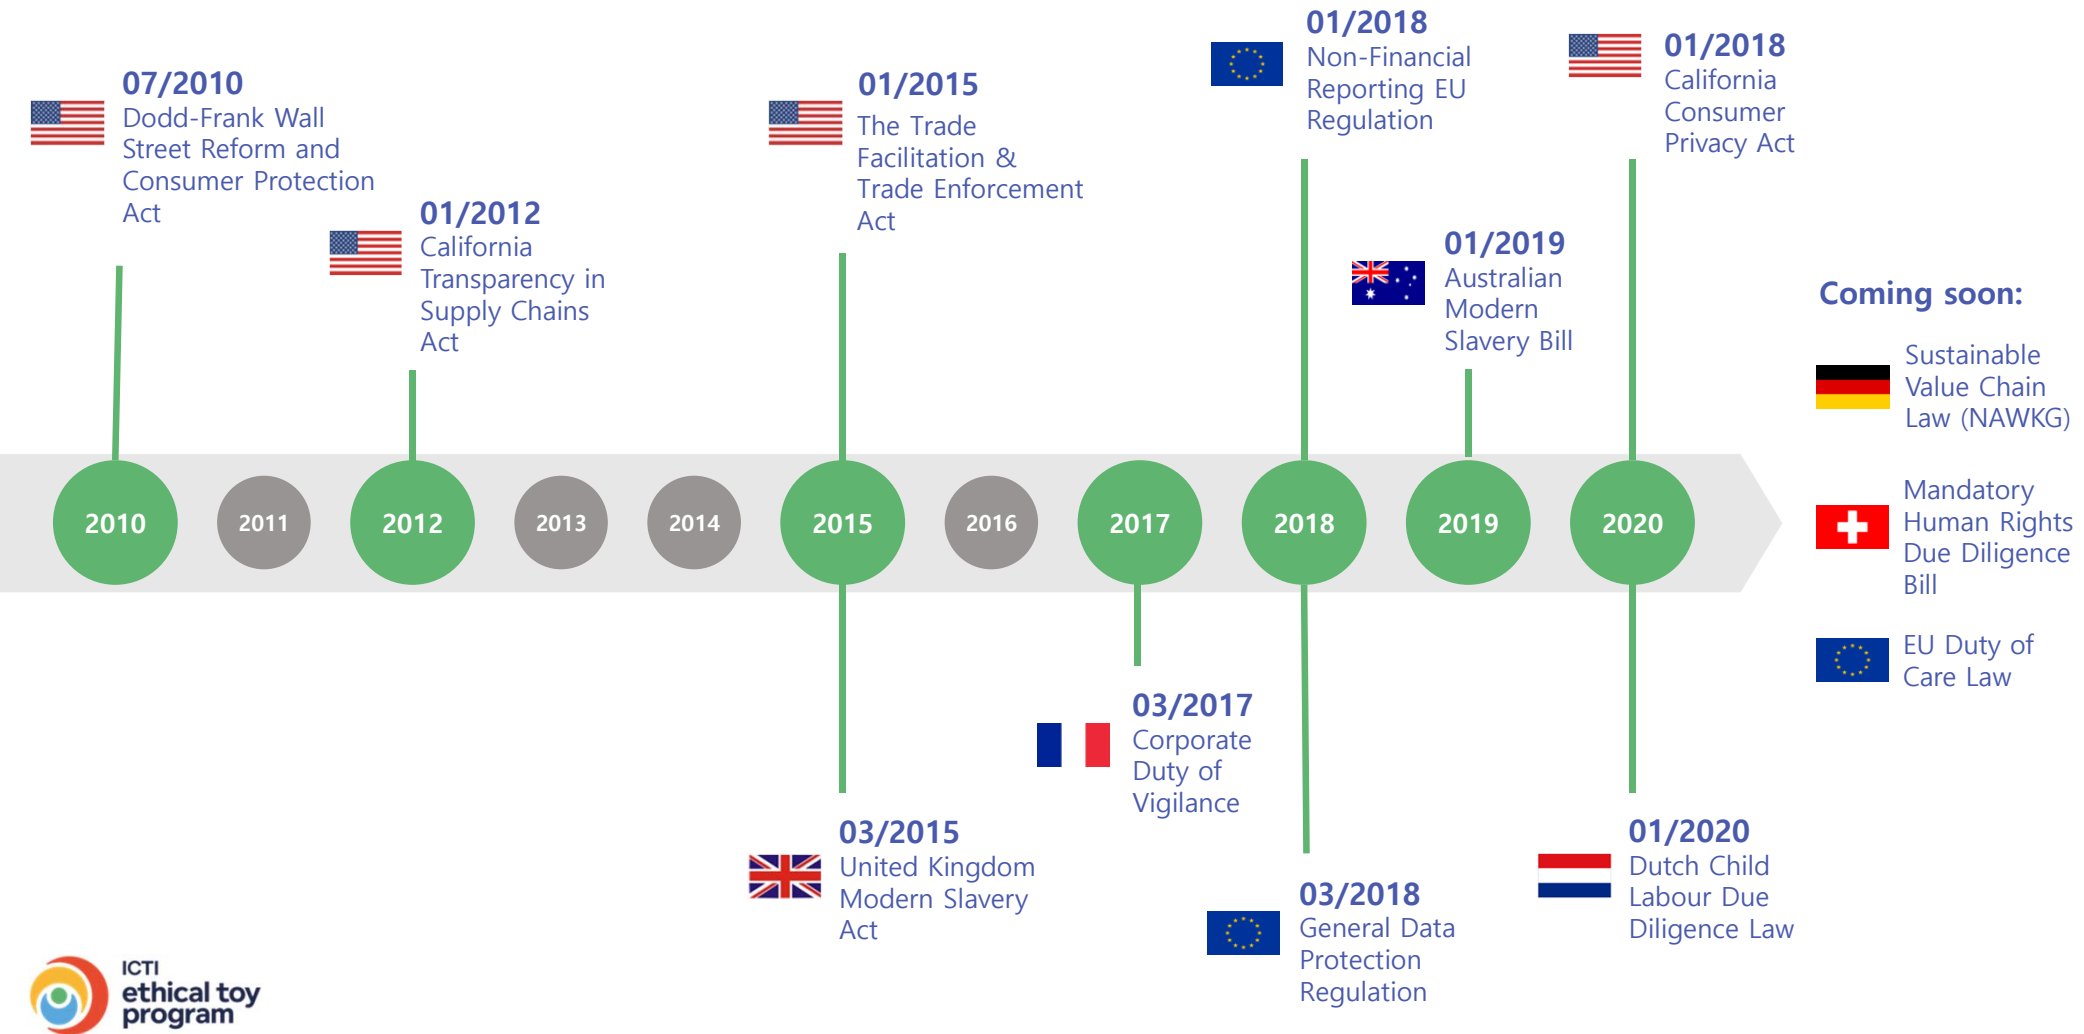 07/2010
Dodd-Frank Wall
Street Reform and
Consumer Protection
Act
01/2012
California
Transparency in
Supply Chains
Act
01/2015
The Trade
Facilitation &
Trade Enforcement
Act
01/2018
Non-Financial
Reporting EU
Regulation
01/2019
Australian
Modern
Slavery Bill
01/2018
California
Consumer
Privacy Act
2010
2011
2012
2013
2014
2015
2016
2017
2018
2019
2020
03/2015
United Kingdom
Modern Slavery
Act
03/2017
Corporate
Duty of
Vigilance
03/2018
General Data
Protection
Regulation
01/2020
Dutch Child
Labour Due
Diligence Law
Coming soon:
Sustainable
Value Chain
Law (NAWKG)
Mandatory
Human Rights
Due Diligence
Bill
EU Duty of
Care Law
ICTI
ethical toy
program